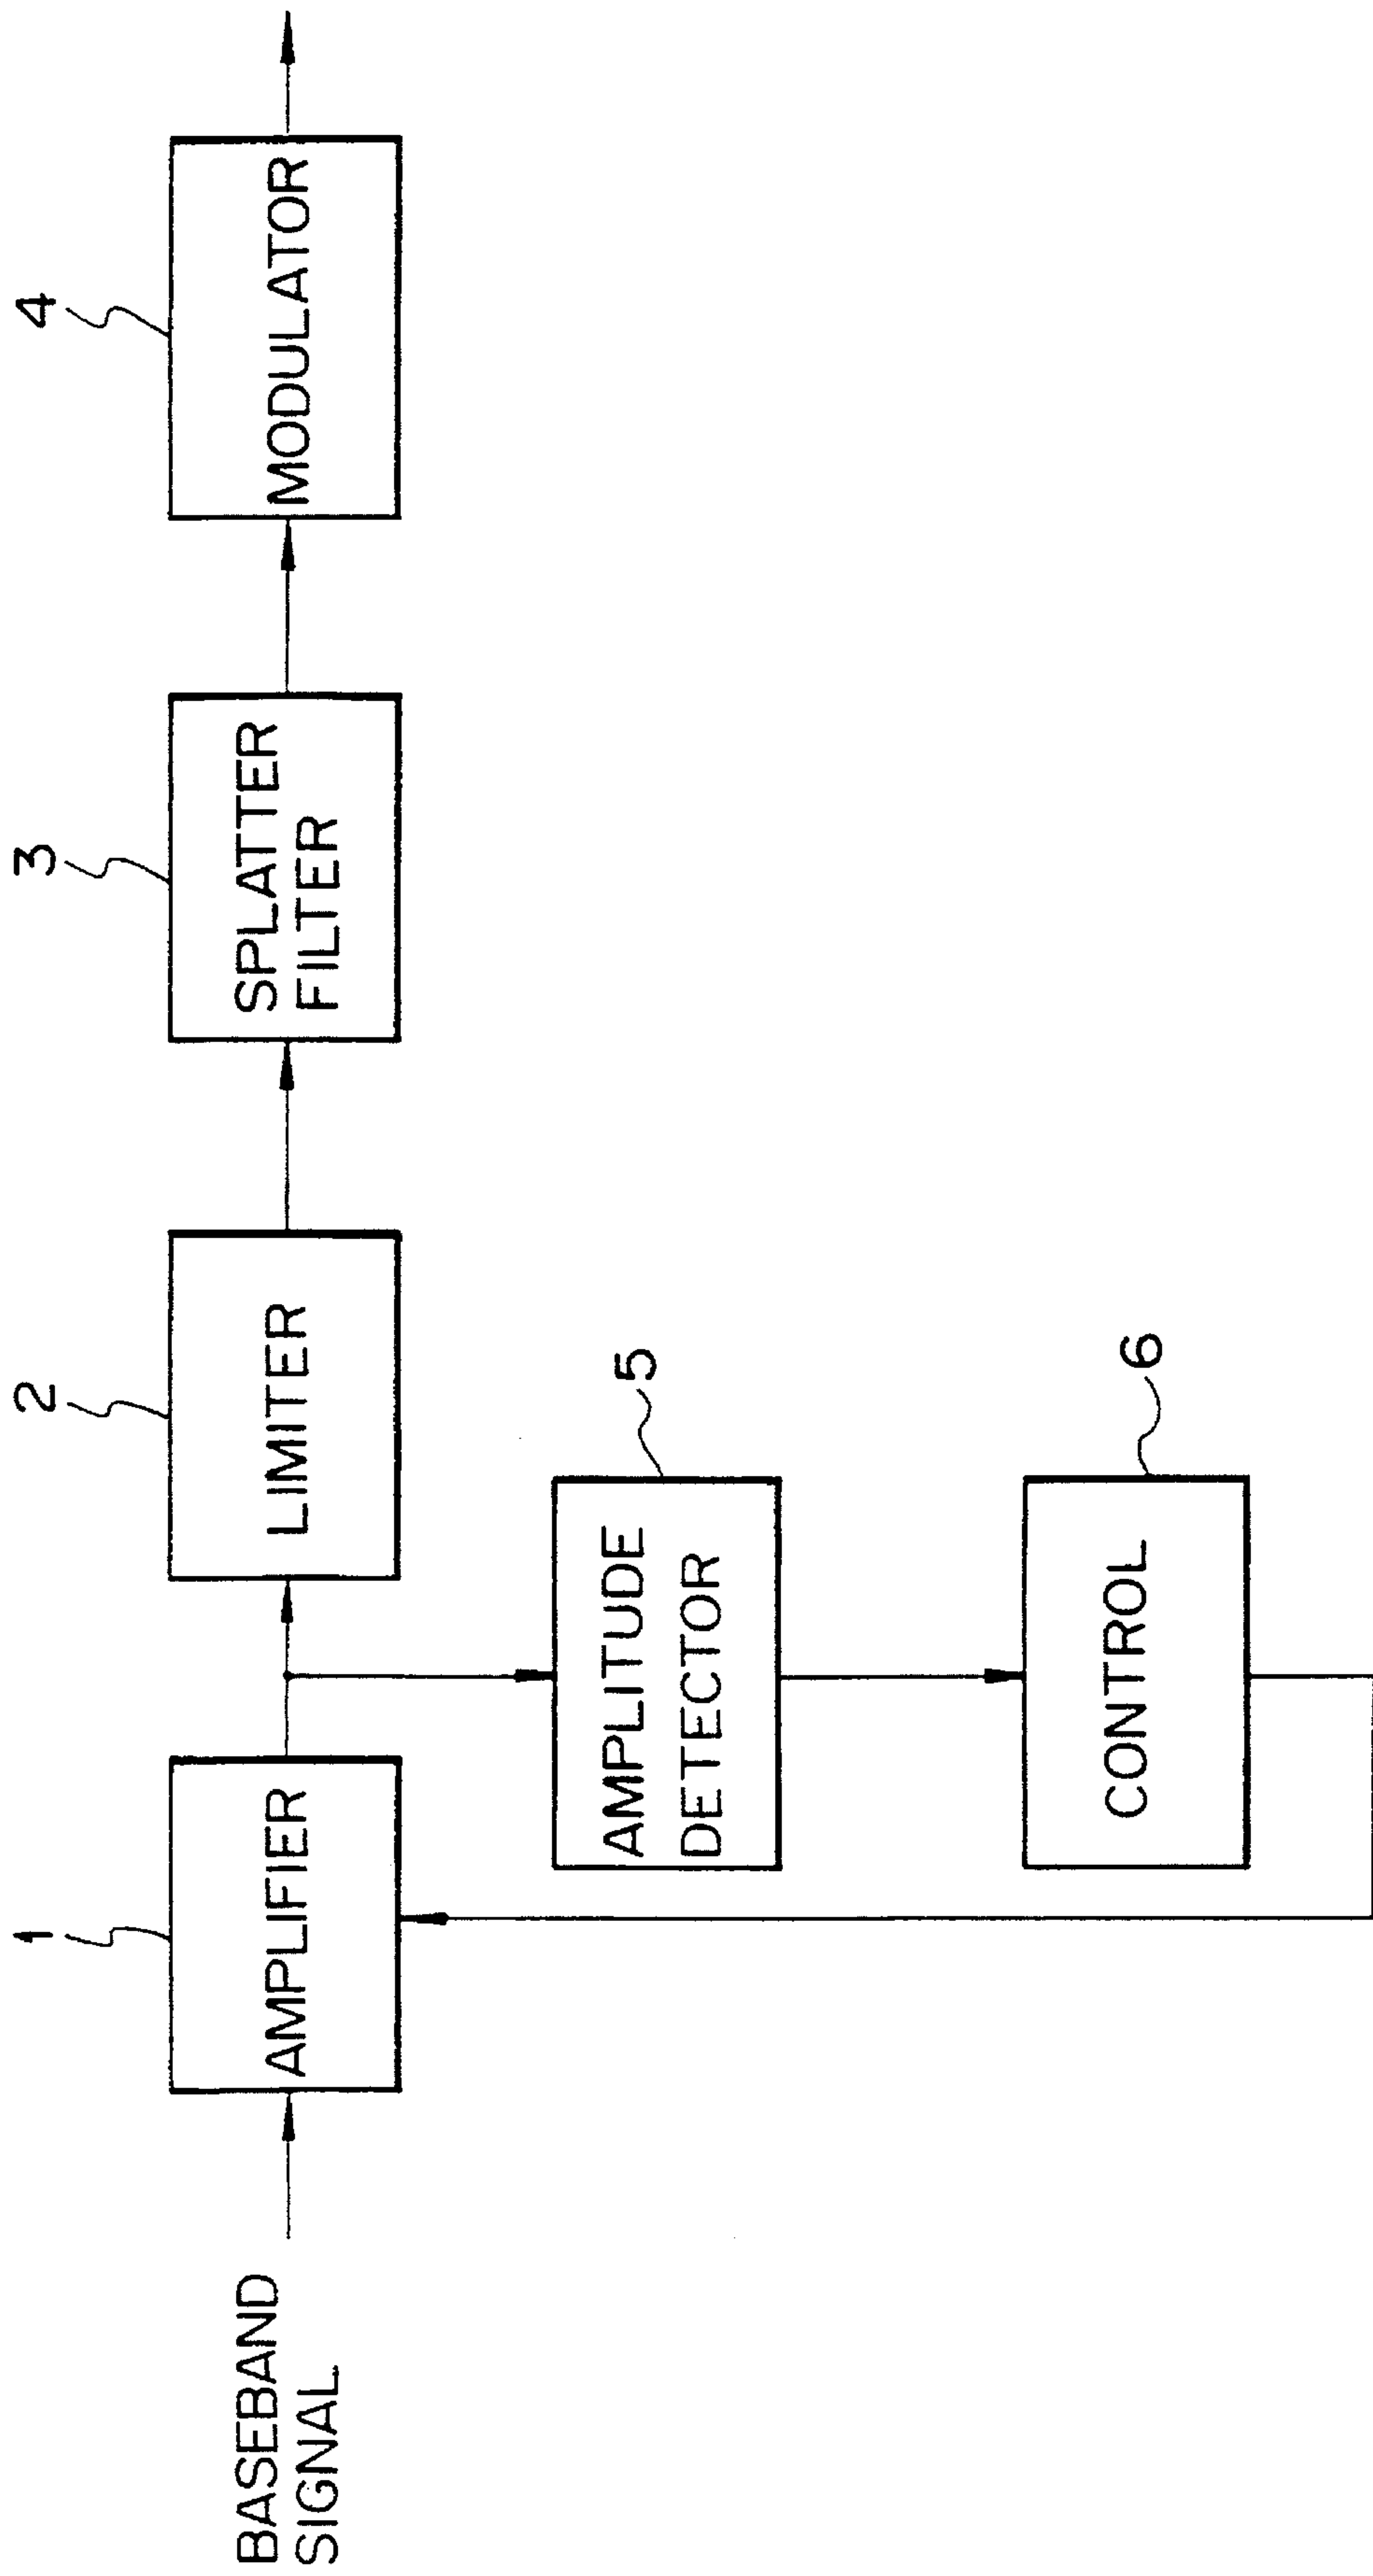 BASEBAND
SIGNAL
1
AMPLIFIER
2
LIMITER
3
SPLATTER
FILTER
4
MODULATOR
5
AMPLITUDE
DETECTOR
6
CONTROL